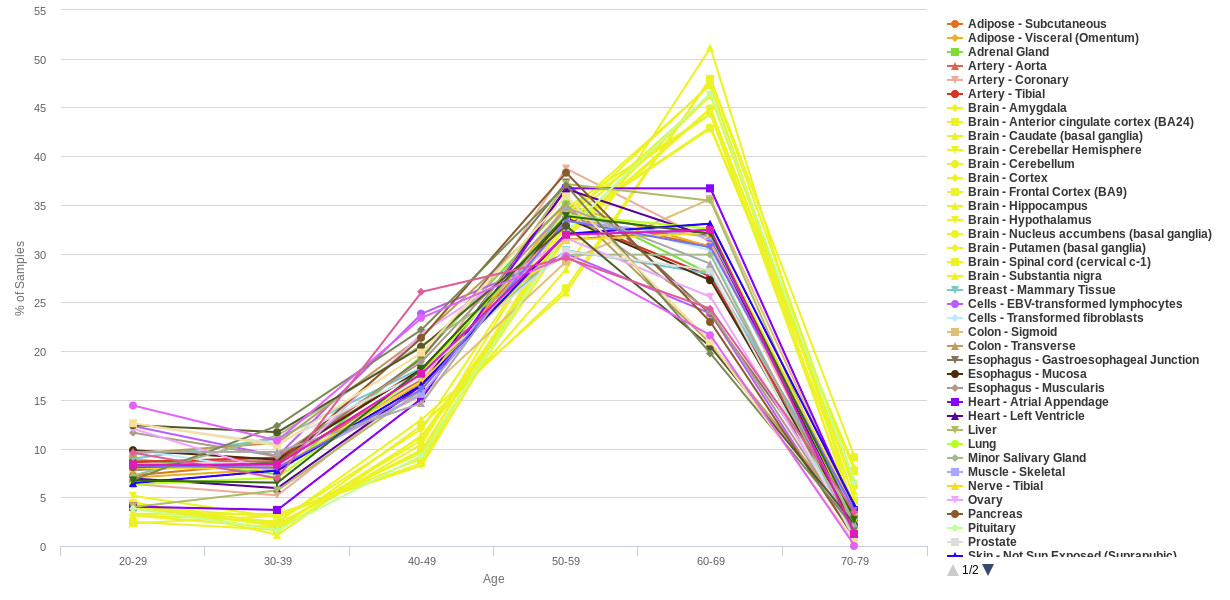 55
50
45
40
35
30
25
20
15
10
5
0
% of Samples
20-29
30-39
40-49
50-59
60-69
70-79
Age
Adipose - Subcutaneous
Adipose - Visceral (Omentum)
Adrenal Gland
Artery - Aorta
Artery - Coronary
Artery - Tibial
Brain - Amygdala
Brain - Anterior cingulate cortex (BA24)
Brain - Caudate (basal ganglia)
Brain - Cerebellar Hemisphere
Brain - Cerebellum
Brain - Cortex
Brain - Frontal Cortex (BA9)
Brain - Hippocampus
Brain - Hypothalamus
Brain - Nucleus accumbens (basal ganglia)
Brain - Putamen (basal ganglia)
Brain - Spinal cord (cervical c-1)
Brain - Substantia nigra
Breast - Mammary Tissue
Cells - EBV-transformed lymphocytes
Cells - Transformed fibroblasts
Colon - Sigmoid
Colon - Transverse
Esophagus - Gastroesophageal Junction
Esophagus - Mucosa
Esophagus - Muscularis
Heart - Atrial Appendage
Heart - Left Ventricle
Liver
Lung
Minor Salivary Gland
Muscle - Skeletal
Nerve - Tibial
Ovary
Pancreas
Pituitary
Prostate
Skin - Not Sun Exposed (Suprapubic)
1/2